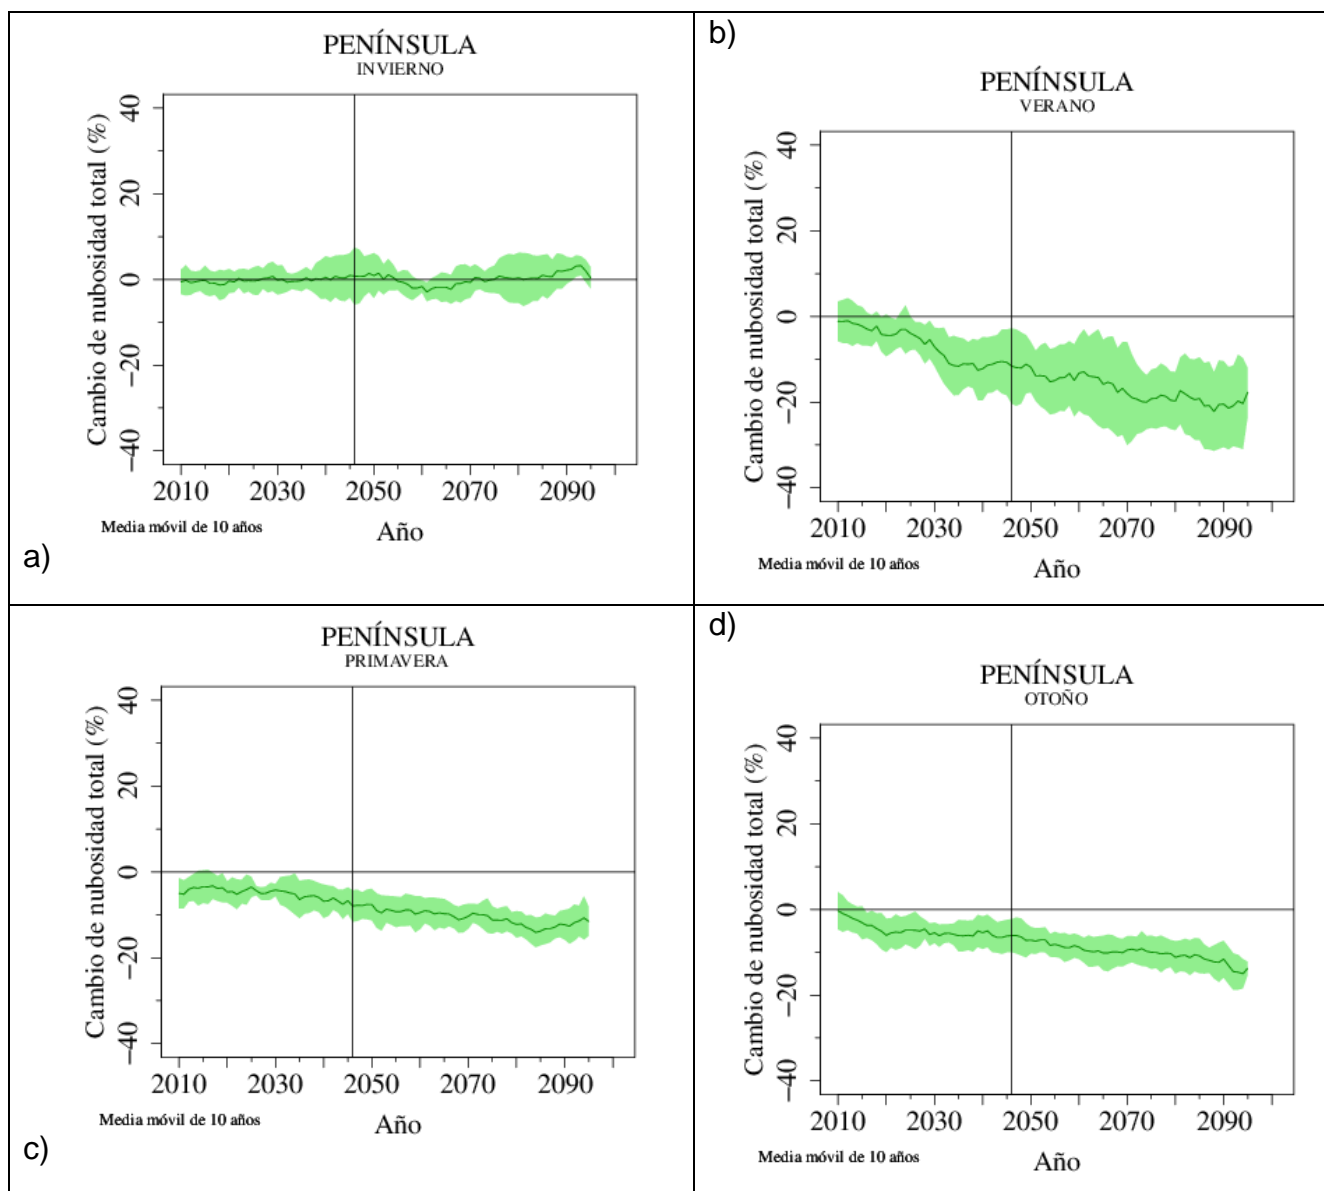 PENÍNSULA
INVIERNO
Cambio de nubosidad total (%)
40
20
0
−20
−40
2010 2030 2050 2070 2090
Media móvil de 10 años
Año
a)
b)
PENÍNSULA
VERANO
Cambio de nubosidad total (%)
40
20
0
−20
−40
2010 2030 2050 2070 2090
Media móvil de 10 años
Año
PENÍNSULA
PRIMAVERA
Cambio de nubosidad total (%)
40
20
0
−20
−40
2010 2030 2050 2070 2090
Media móvil de 10 años
Año
c)
d)
PENÍNSULA
OTOÑO
Cambio de nubosidad total (%)
40
20
0
−20
−40
2010 2030 2050 2070 2090
Media móvil de 10 años
Año